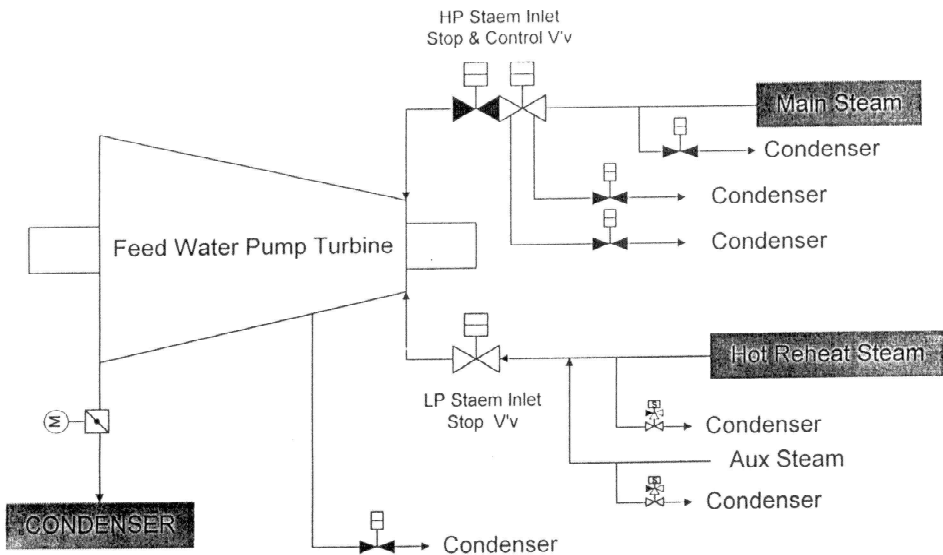 HP Staem Inlet
Stop & Control V'v
Main Steam
Condenser
Condenser
Condenser
Feed Water Pump Turbine
Hot Reheat Steam
LP Staem Inlet
Stop V'v
S
Condenser
M
Aux Steam
S
Condenser
CONDENSER
Condenser